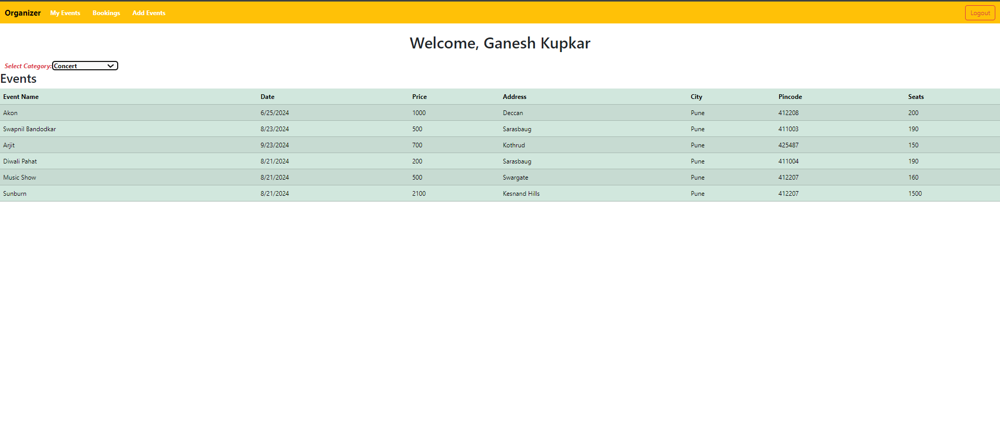 Organizer My Events Bookings Add Events Logout
Welcome, Ganesh Kupkar
Select Category: Concert
Events
Event Name Date Price Address City Pincode Seats
Akon 6/25/2024 1000 Deccan Pune 412208 200
Swapnil Bandodkar 8/23/2024 500 Sarasbaug Pune 411003 190
Arjit 9/23/2024 700 Kothrud Pune 425487 150
Diwali Pahat 8/21/2024 200 Sarasbaug Pune 411004 190
Music Show 8/21/2024 500 Swargate Pune 412207 160
Sunburn 8/21/2024 2100 Kesnand Hills Pune 412207 1500